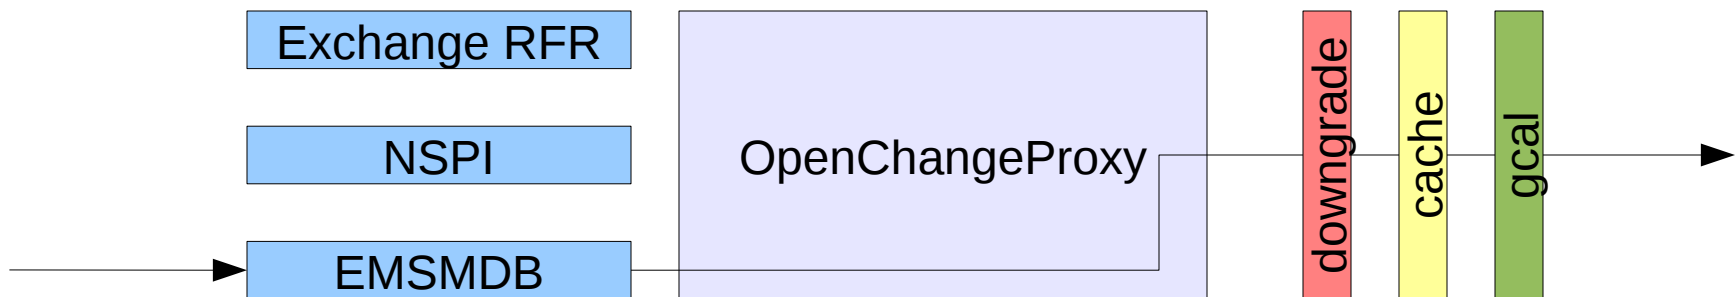 Exchange RFR
NSPI
EMSMDB
OpenChangeProxy
downgrade
cache
gcal